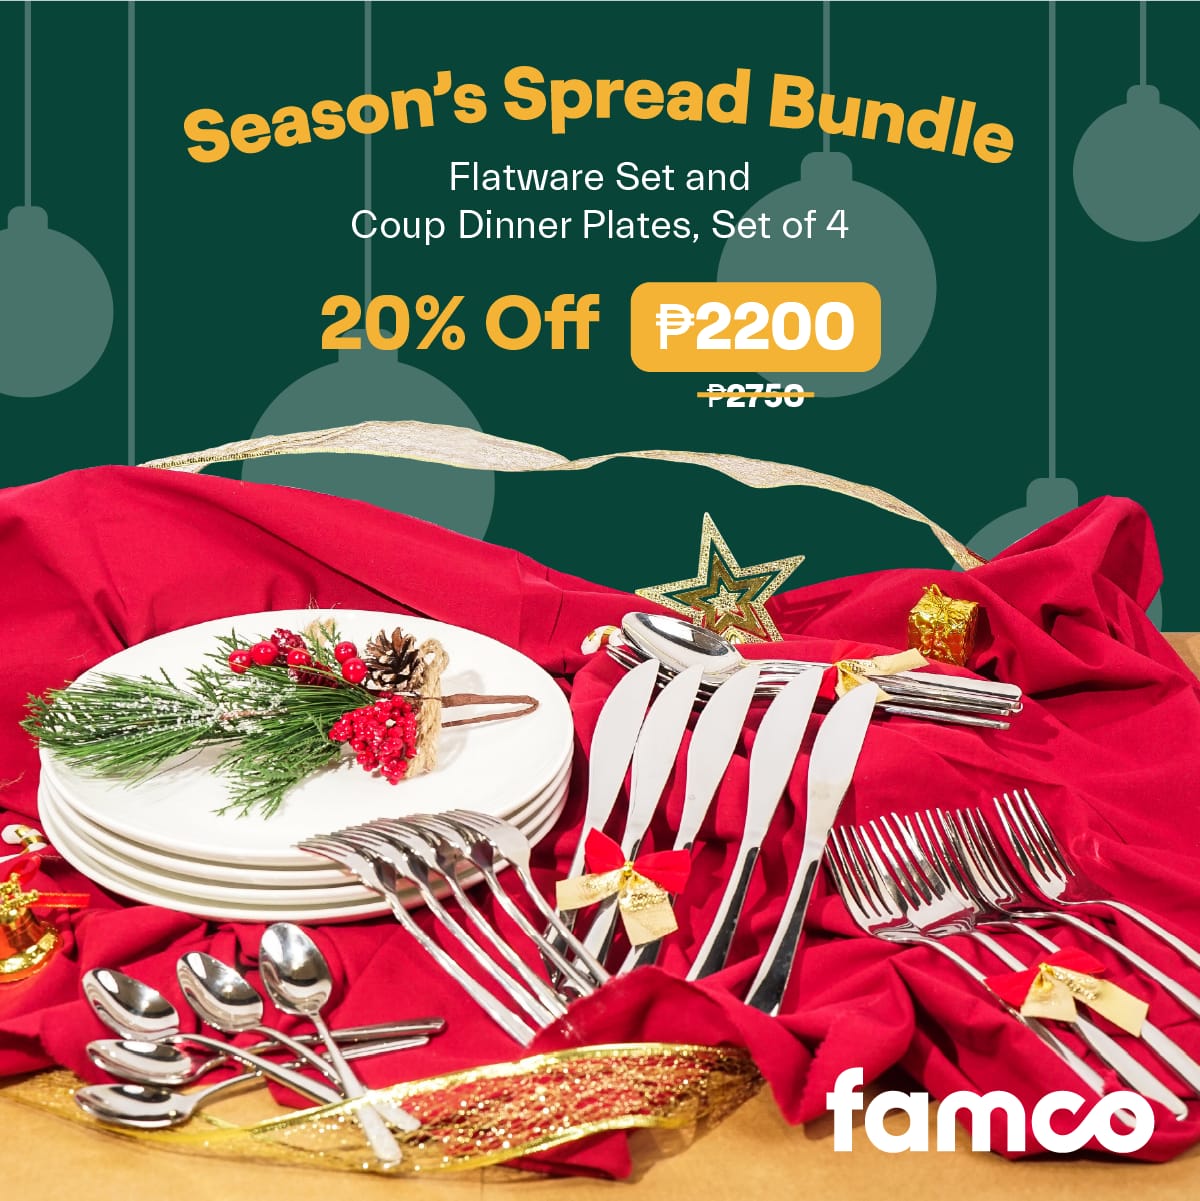 Season's Spread Bundle
Flatware Set and
Coup Dinner Plates, Set of 4
20% Off ₱2200
₱2750
famco